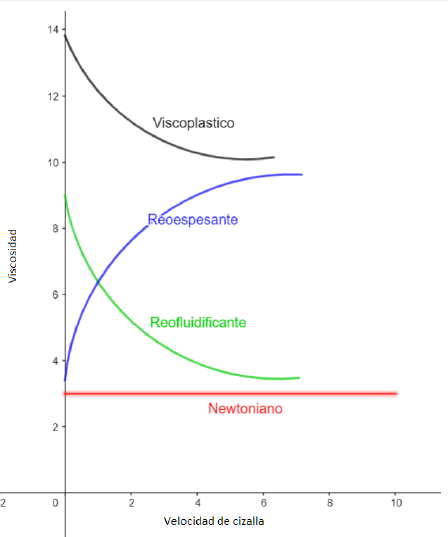 14
12
Viscoplastico
10
Reoespesante
8
Viscosidad
6
Reofluidificante
4
Newtoniano
2
2
0
2
4
6
8
10
Velocidad de cizalla